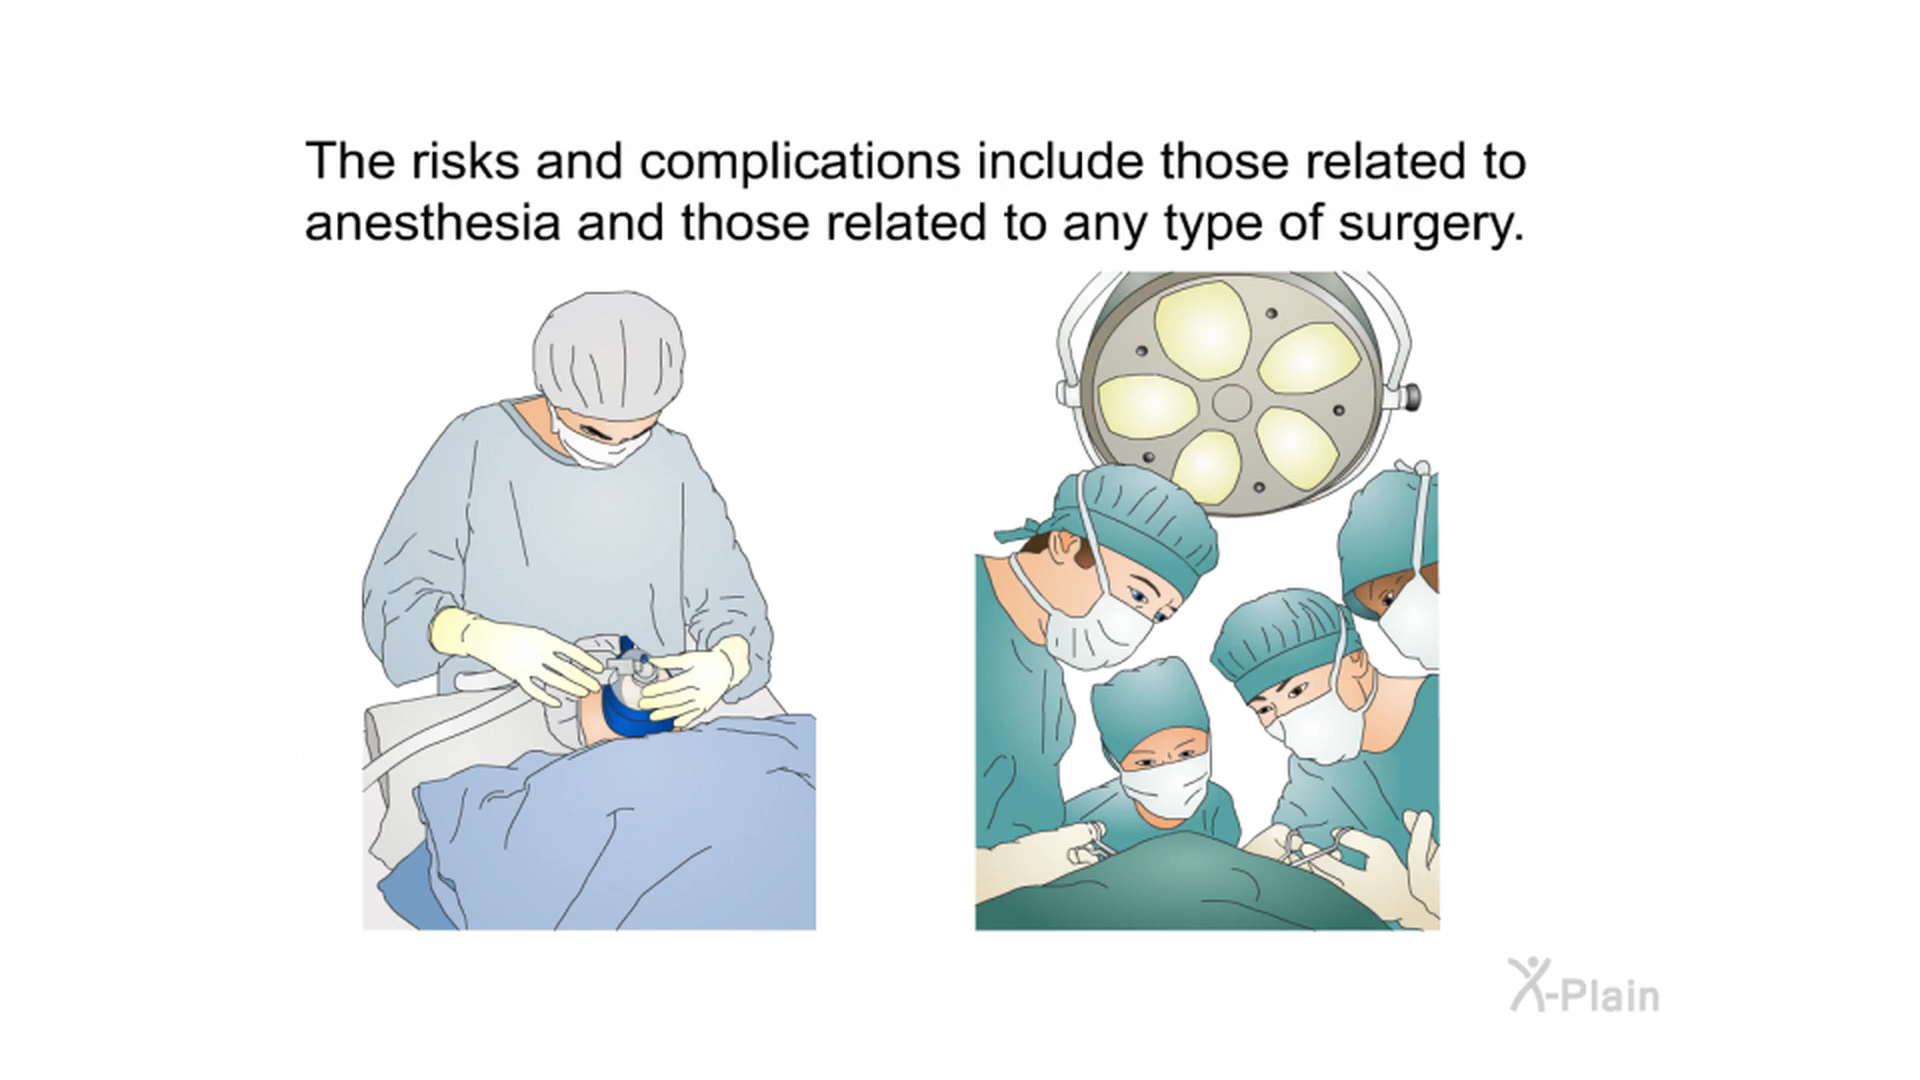 The risks and complications include those related to
anesthesia and those related to any type of surgery.
X-Plain